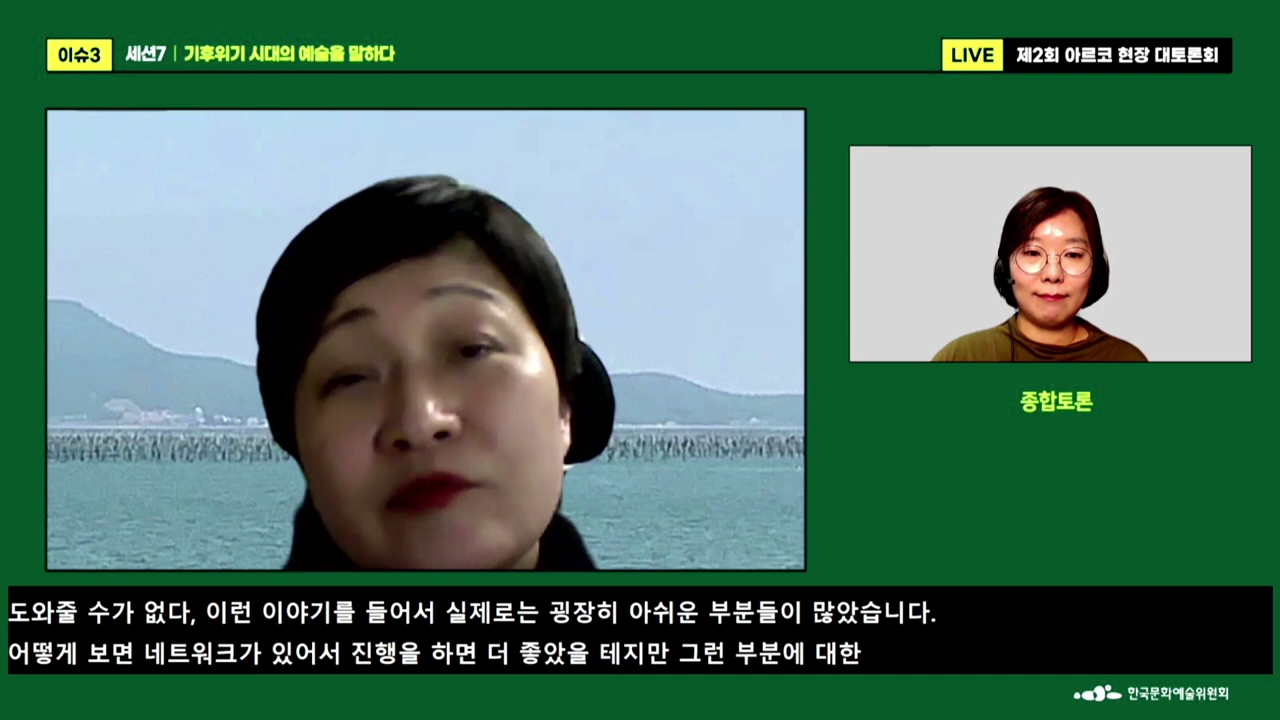 이슈3 세션7 | 기후위기 시대의 예술을 말하다
LIVE 제2회 아르코 현장 대토론회
종합토론
도와줄 수가 없다, 이런 이야기를 들어서 실제로는 굉장히 아쉬운 부분들이 많았습니다.
어떻게 보면 네트워크가 있어서 진행을 하면 더 좋았을 테지만 그런 부분에 대한
한국문화예술위원회